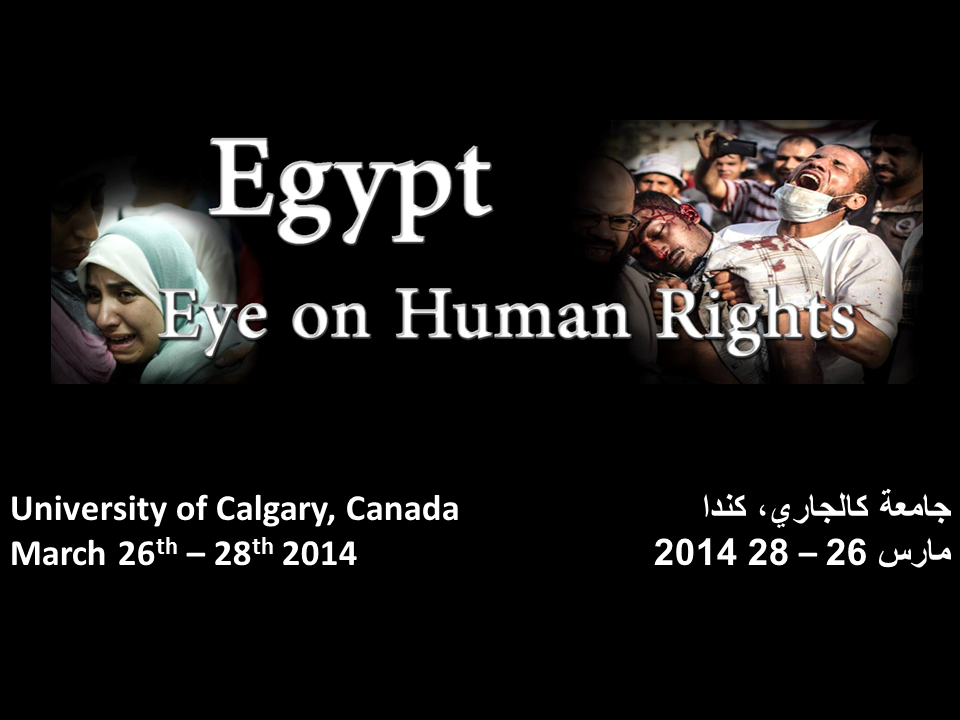 Egypt
Eye on Human Rights
University of Calgary, Canada
March 26th – 28th 2014
جامعة كالجاري، كندا
مارس 26 – 28 2014